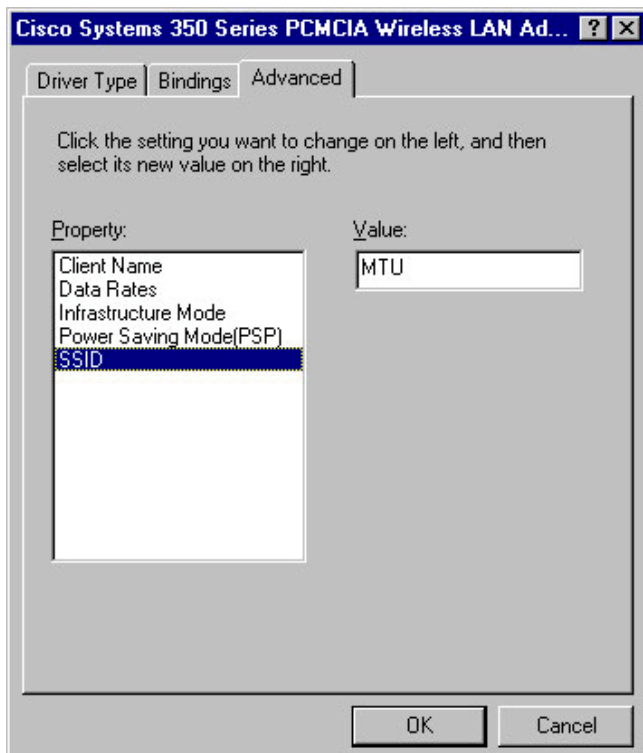 Cisco Systems 350 Series PCMCIA Wireless LAN Ad...
Driver Type Bindings Advanced
Click the setting you want to change on the left, and then
select its new value on the right.
Property:
Client Name
Data Rates
Infrastructure Mode
Power Saving Mode(PSP)
SSID
Value:
MTU
OK Cancel